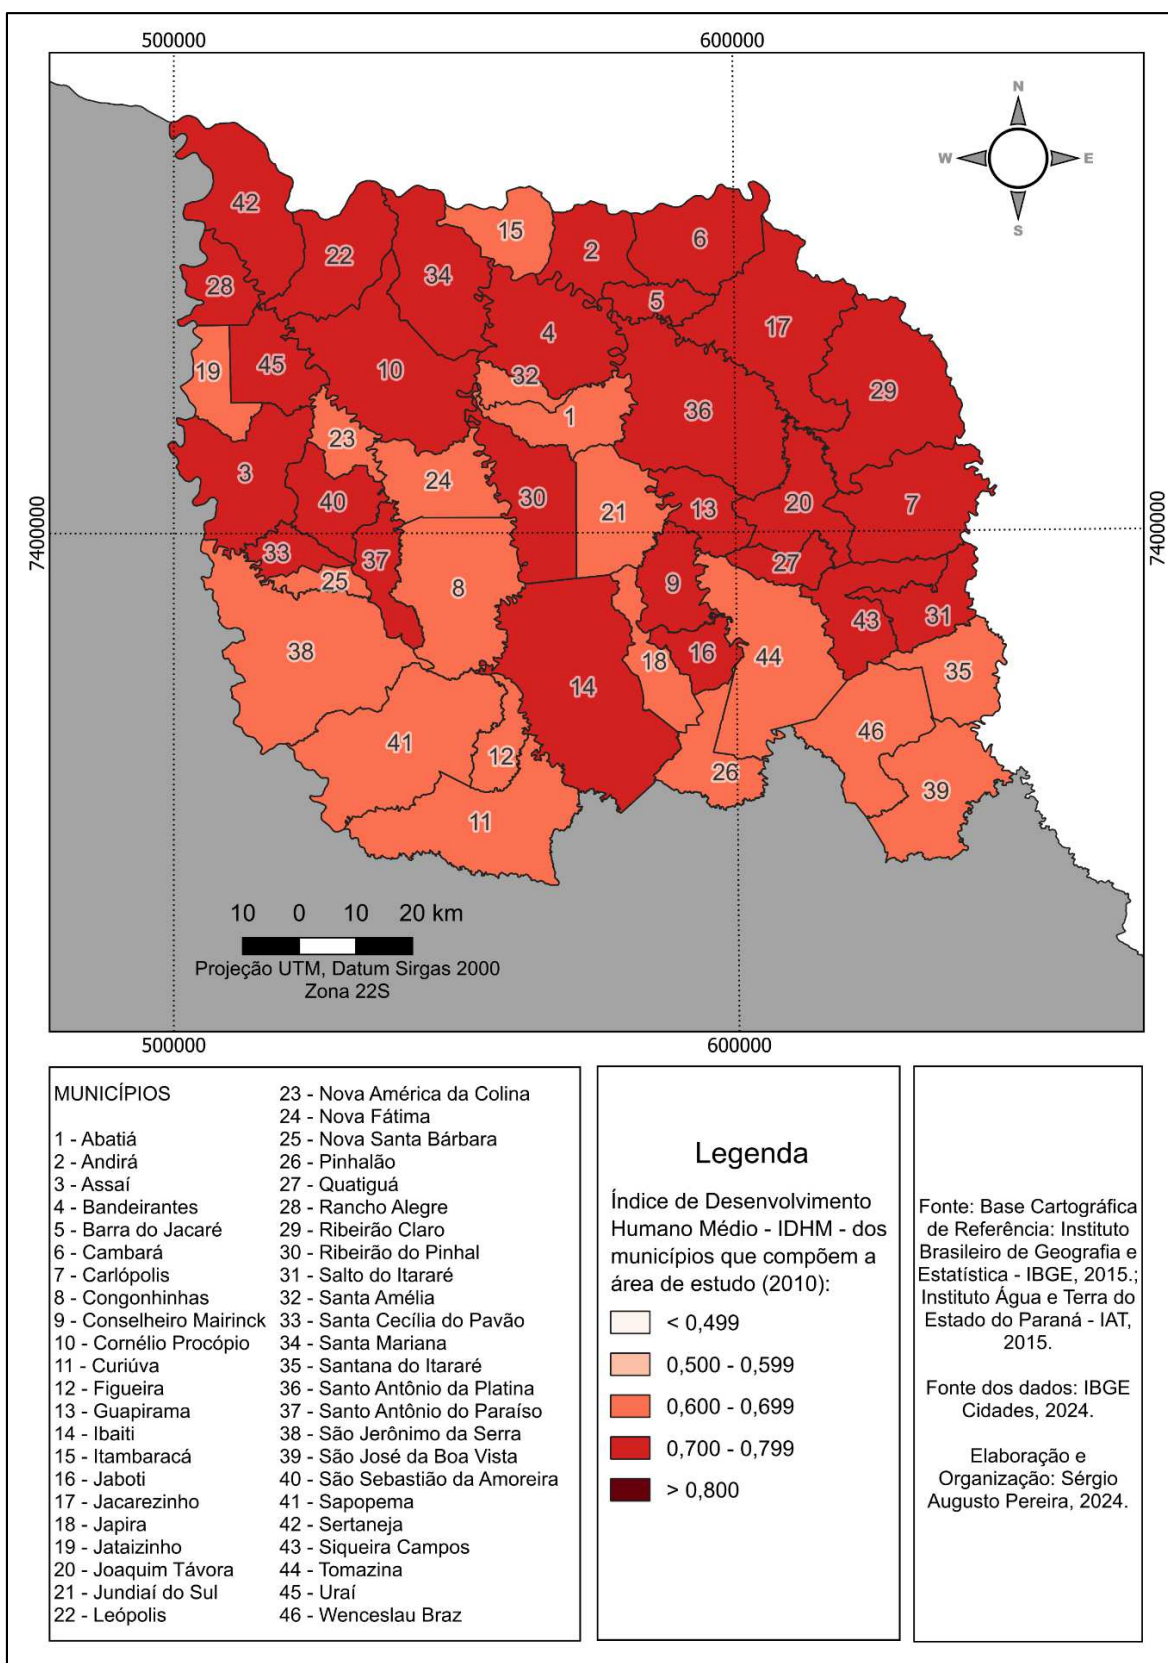 500000
600000
N
W
E
S
42
15
2
6
22
34
28
5
17
4
19
45
10
32
29
1
36
23
3
24
40
30
21
13
20
7
7400000
7400000
33
37
27
25
8
9
38
18
16
44
43
31
35
14
41
12
46
26
39
11
10 0 10 20 km
Projeção UTM, Datum Sirgas 2000
Zona 22S
500000
600000
MUNICÍPIOS
1 - Abatiá
2 - Andirá
3 - Assaí
4 - Bandeirantes
5 - Barra do Jacaré
6 - Cambará
7 - Carlópolis
8 - Congonhinhas
9 - Conselheiro Mairinck
10 - Cornélio Procópio
11 - Curiúva
12 - Figueira
13 - Guapirama
14 - Ibaiti
15 - Itambaracá
16 - Jaboti
17 - Jacarezinho
18 - Japira
19 - Jataizinho
20 - Joaquim Távora
21 - Jundiaí do Sul
22 - Leópolis
23 - Nova América da Colina
24 - Nova Fátima
25 - Nova Santa Bárbara
26 - Pinhalão
27 - Quatiguá
28 - Rancho Alegre
29 - Ribeirão Claro
30 - Ribeirão do Pinhal
31 - Salto do Itararé
32 - Santa Amélia
33 - Santa Cecília do Pavão
34 - Santa Mariana
35 - Santana do Itararé
36 - Santo Antônio da Platina
37 - Santo Antônio do Paraíso
38 - São Jerônimo da Serra
39 - São José da Boa Vista
40 - São Sebastião da Amoreira
41 - Sapopema
42 - Sertaneja
43 - Siqueira Campos
44 - Tomazina
45 - Uraí
46 - Wenceslau Braz
Legenda
Índice de Desenvolvimento
Humano Médio - IDHM - dos
municípios que compõem a
área de estudo (2010):
< 0,499
0,500 - 0,599
0,600 - 0,699
0,700 - 0,799
> 0,800
Fonte: Base Cartográfica
de Referência: Instituto
Brasileiro de Geografia e
Estatística - IBGE, 2015.;
Instituto Água e Terra do
Estado do Paraná - IAT,
2015.
Fonte dos dados: IBGE
Cidades, 2024.
Elaboração e
Organização: Sérgio
Augusto Pereira, 2024.